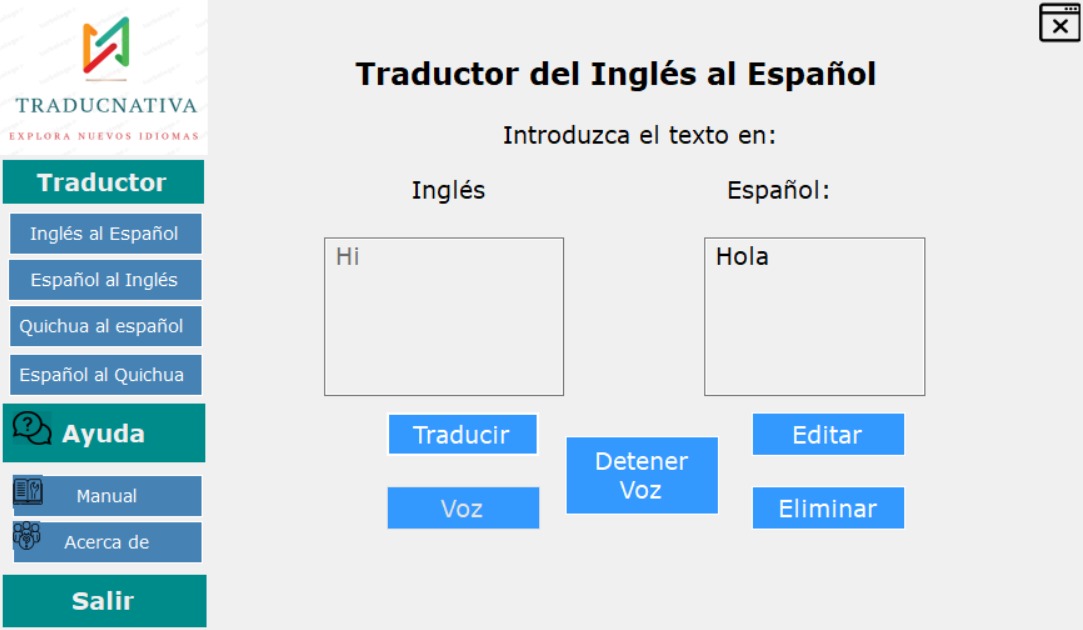 TRADUCNATIVA
EXPLORA NUEVOS IDIOMAS
Traductor
Inglés al Español
Español al Inglés
Quichua al español
Español al Quichua
Ayuda
Manual
Acerca de
Salir
Traductor del Inglés al Español
Introduzca el texto en:
Inglés
Español:
Hi
Hola
Traducir
Voz
Detener
Voz
Editar
Eliminar